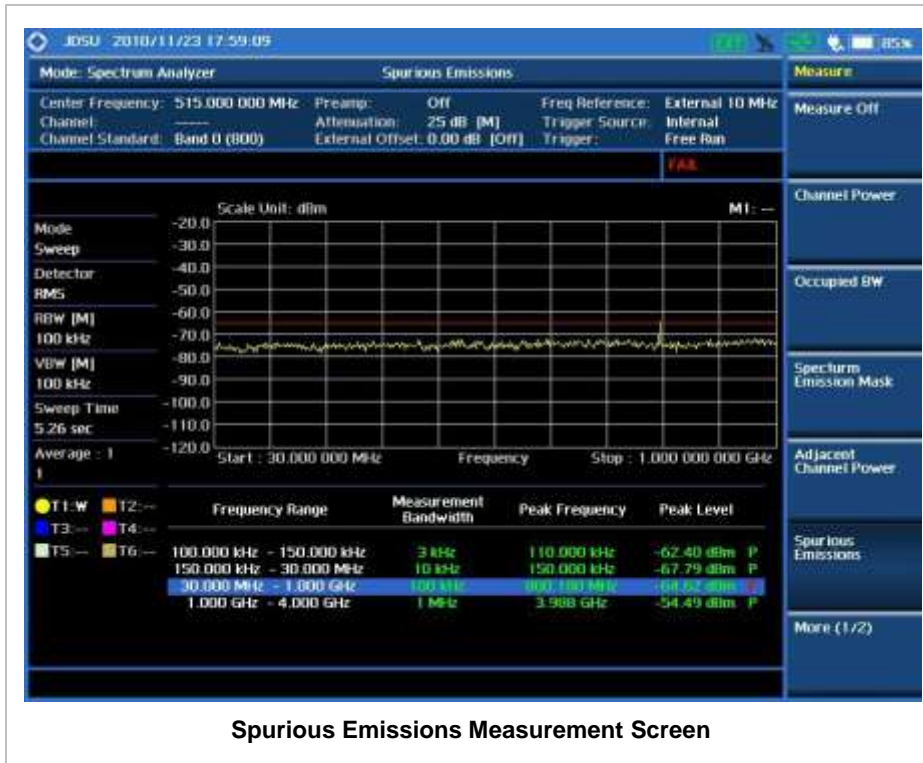 JDSU 2010/11/23 17:59:09 85%
Mode: Spectrum Analyzer Spurious Emissions Measure
Center Frequency: 515.000 000 MHz Preamp: Off Freq Reference: External 10 MHz
Channel: ----- Attenuation: 25 dB [M] Trigger Source: Internal
Channel Standard: Band 0 (800) External Offset: 0.00 dB [Off] Trigger: Free Run
FAIL
Measure Off
Channel Power
Occupied BW
Specturm
Emission Mask
Adjacent
Channel Power
Spurious
Emissions
More (1/2)
Scale Unit: dBm M1: --
Mode
Sweep
Detector
RMS
RBW [M]
100 kHz
VBW [M]
100 kHz
Sweep Time
5.26 sec
Average : 1
1
T1:W T2:--
T3:-- T4:--
T5:-- T6:--
-20.0
-30.0
-40.0
-50.0
-60.0
-70.0
-80.0
-90.0
-100.0
-110.0
-120.0
Start : 30.000 000 MHz Frequency Stop : 1.000 000 000 GHz
Frequency Range Measurement Bandwidth Peak Frequency Peak Level
100.000 kHz - 150.000 kHz 3 kHz 110.000 kHz -62.40 dBm P
150.000 kHz - 30.000 MHz 10 kHz 150.000 kHz -67.79 dBm P
30.000 MHz - 1.000 GHz 100 kHz -64.62 dBm
1.000 GHz - 4.000 GHz 1 MHz 3.988 GHz -54.49 dBm P
Spurious Emissions Measurement Screen